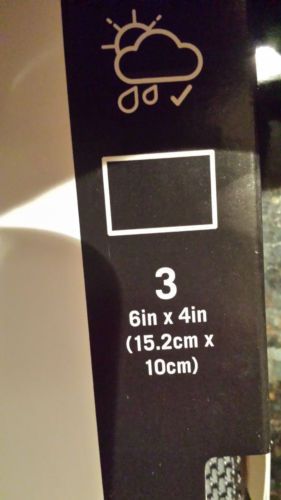 3
6in x 4in
(15.2cm x
10cm)